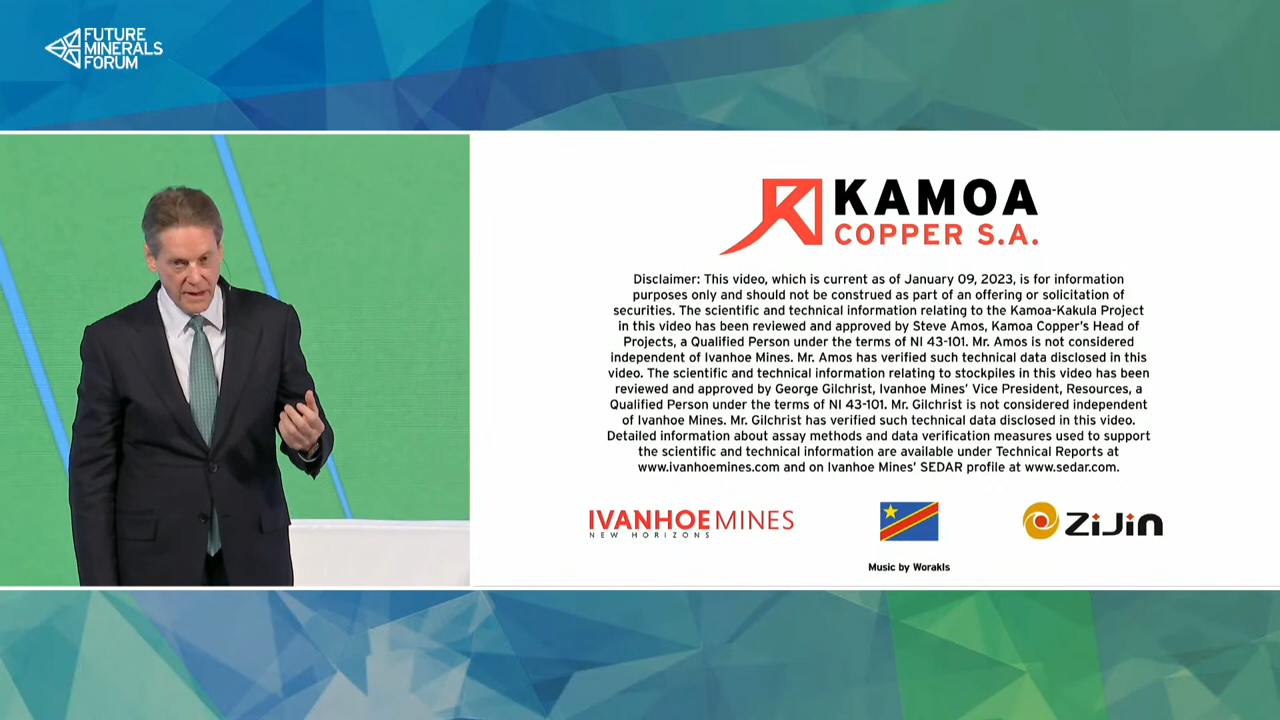 FUTURE
MINERALS
FORUM
KAMOA
COPPER S.A.
Disclaimer: This video, which is current as of January 09, 2023, is for information
purposes only and should not be construed as part of an offering or solicitation of
securities. The scientific and technical information relating to the Kamoa-Kakula Project
in this video has been reviewed and approved by Steve Amos, Kamoa Copper's Head of
Projects, a Qualified Person under the terms of NI 43-101. Mr. Amos is not considered
independent of Ivanhoe Mines. Mr. Amos has verified such technical data disclosed in this
video. The scientific and technical information relating to stockpiles in this video has been
reviewed and approved by George Gilchrist, Ivanhoe Mines' Vice President, Resources, a
Qualified Person under the terms of NI 43-101. Mr. Gilchrist is not considered independent
of Ivanhoe Mines. Mr. Gilchrist has verified such technical data disclosed in this video.
Detailed information about assay methods and data verification measures used to support
the scientific and technical information are available under Technical Reports at
www.ivanhoemines.com and on Ivanhoe Mines' SEDAR profile at www.sedar.com.
IVANHOE MINES
NEW HORIZONS
ZIJIN
Music by Worakls